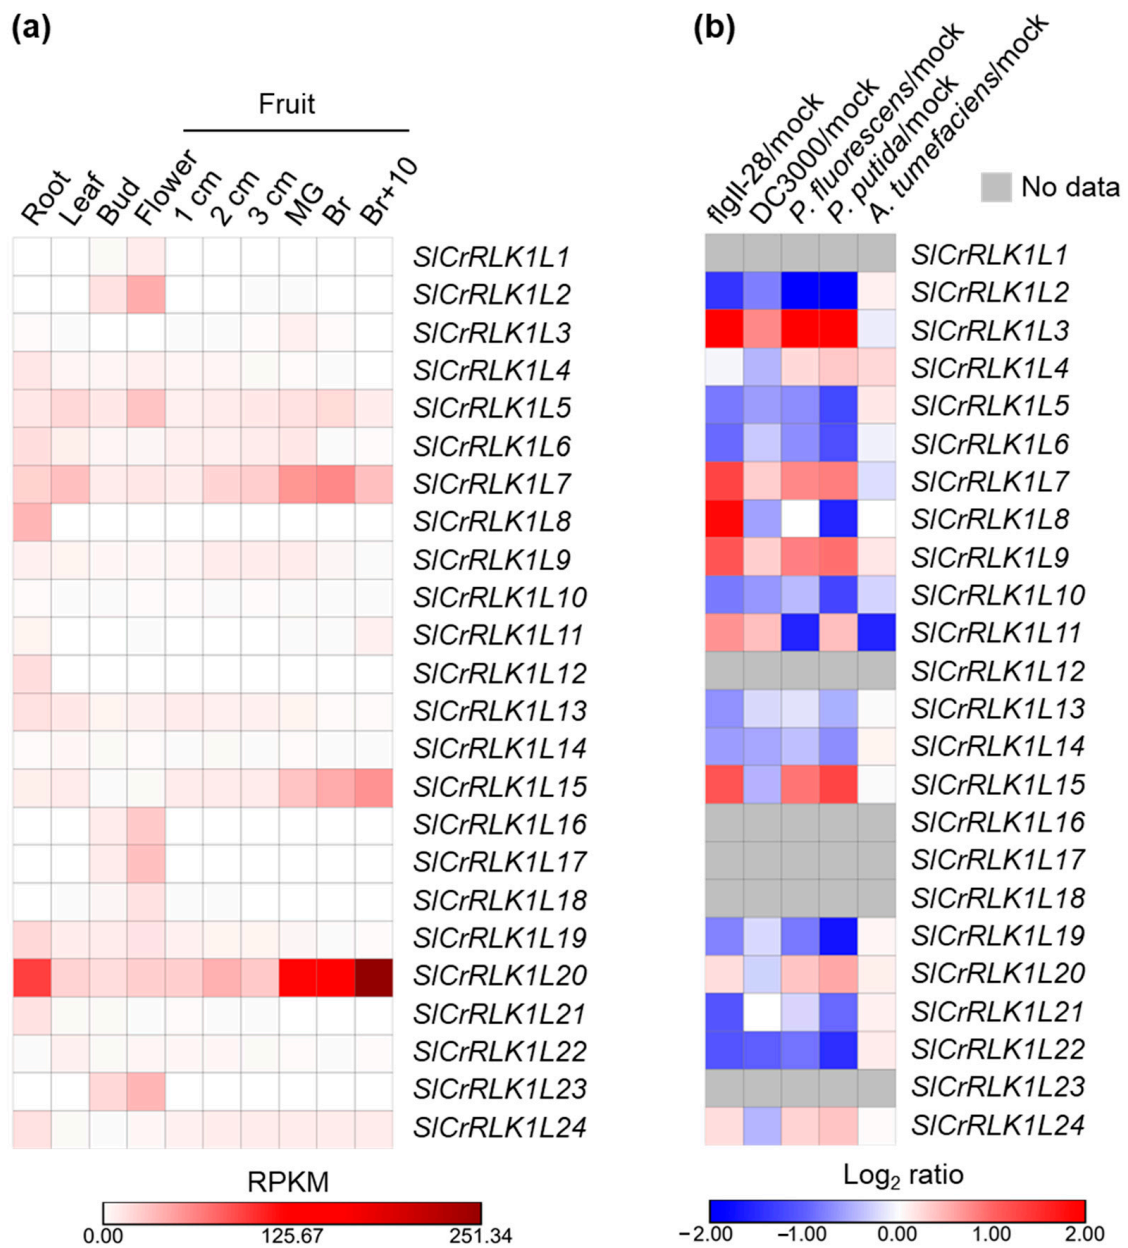 (a)
Fruit
Root Leaf Bud Flower 1 cm 2 cm 3 cm MG Br Br+10
SlCrRLK1L1
SlCrRLK1L2
SlCrRLK1L3
SlCrRLK1L4
SlCrRLK1L5
SlCrRLK1L6
SlCrRLK1L7
SlCrRLK1L8
SlCrRLK1L9
SlCrRLK1L10
SlCrRLK1L11
SlCrRLK1L12
SlCrRLK1L13
SlCrRLK1L14
SlCrRLK1L15
SlCrRLK1L16
SlCrRLK1L17
SlCrRLK1L18
SlCrRLK1L19
SlCrRLK1L20
SlCrRLK1L21
SlCrRLK1L22
SlCrRLK1L23
SlCrRLK1L24
RPKM
0.00 125.67 251.34
(b)
flgII-28/mock
DC3000/mock
P. fluorescens/mock
P. putida/mock
A. tumefaciens/mock
No data
SlCrRLK1L1
SlCrRLK1L2
SlCrRLK1L3
SlCrRLK1L4
SlCrRLK1L5
SlCrRLK1L6
SlCrRLK1L7
SlCrRLK1L8
SlCrRLK1L9
SlCrRLK1L10
SlCrRLK1L11
SlCrRLK1L12
SlCrRLK1L13
SlCrRLK1L14
SlCrRLK1L15
SlCrRLK1L16
SlCrRLK1L17
SlCrRLK1L18
SlCrRLK1L19
SlCrRLK1L20
SlCrRLK1L21
SlCrRLK1L22
SlCrRLK1L23
SlCrRLK1L24
Log₂ ratio
−2.00 −1.00 0.00 1.00 2.00